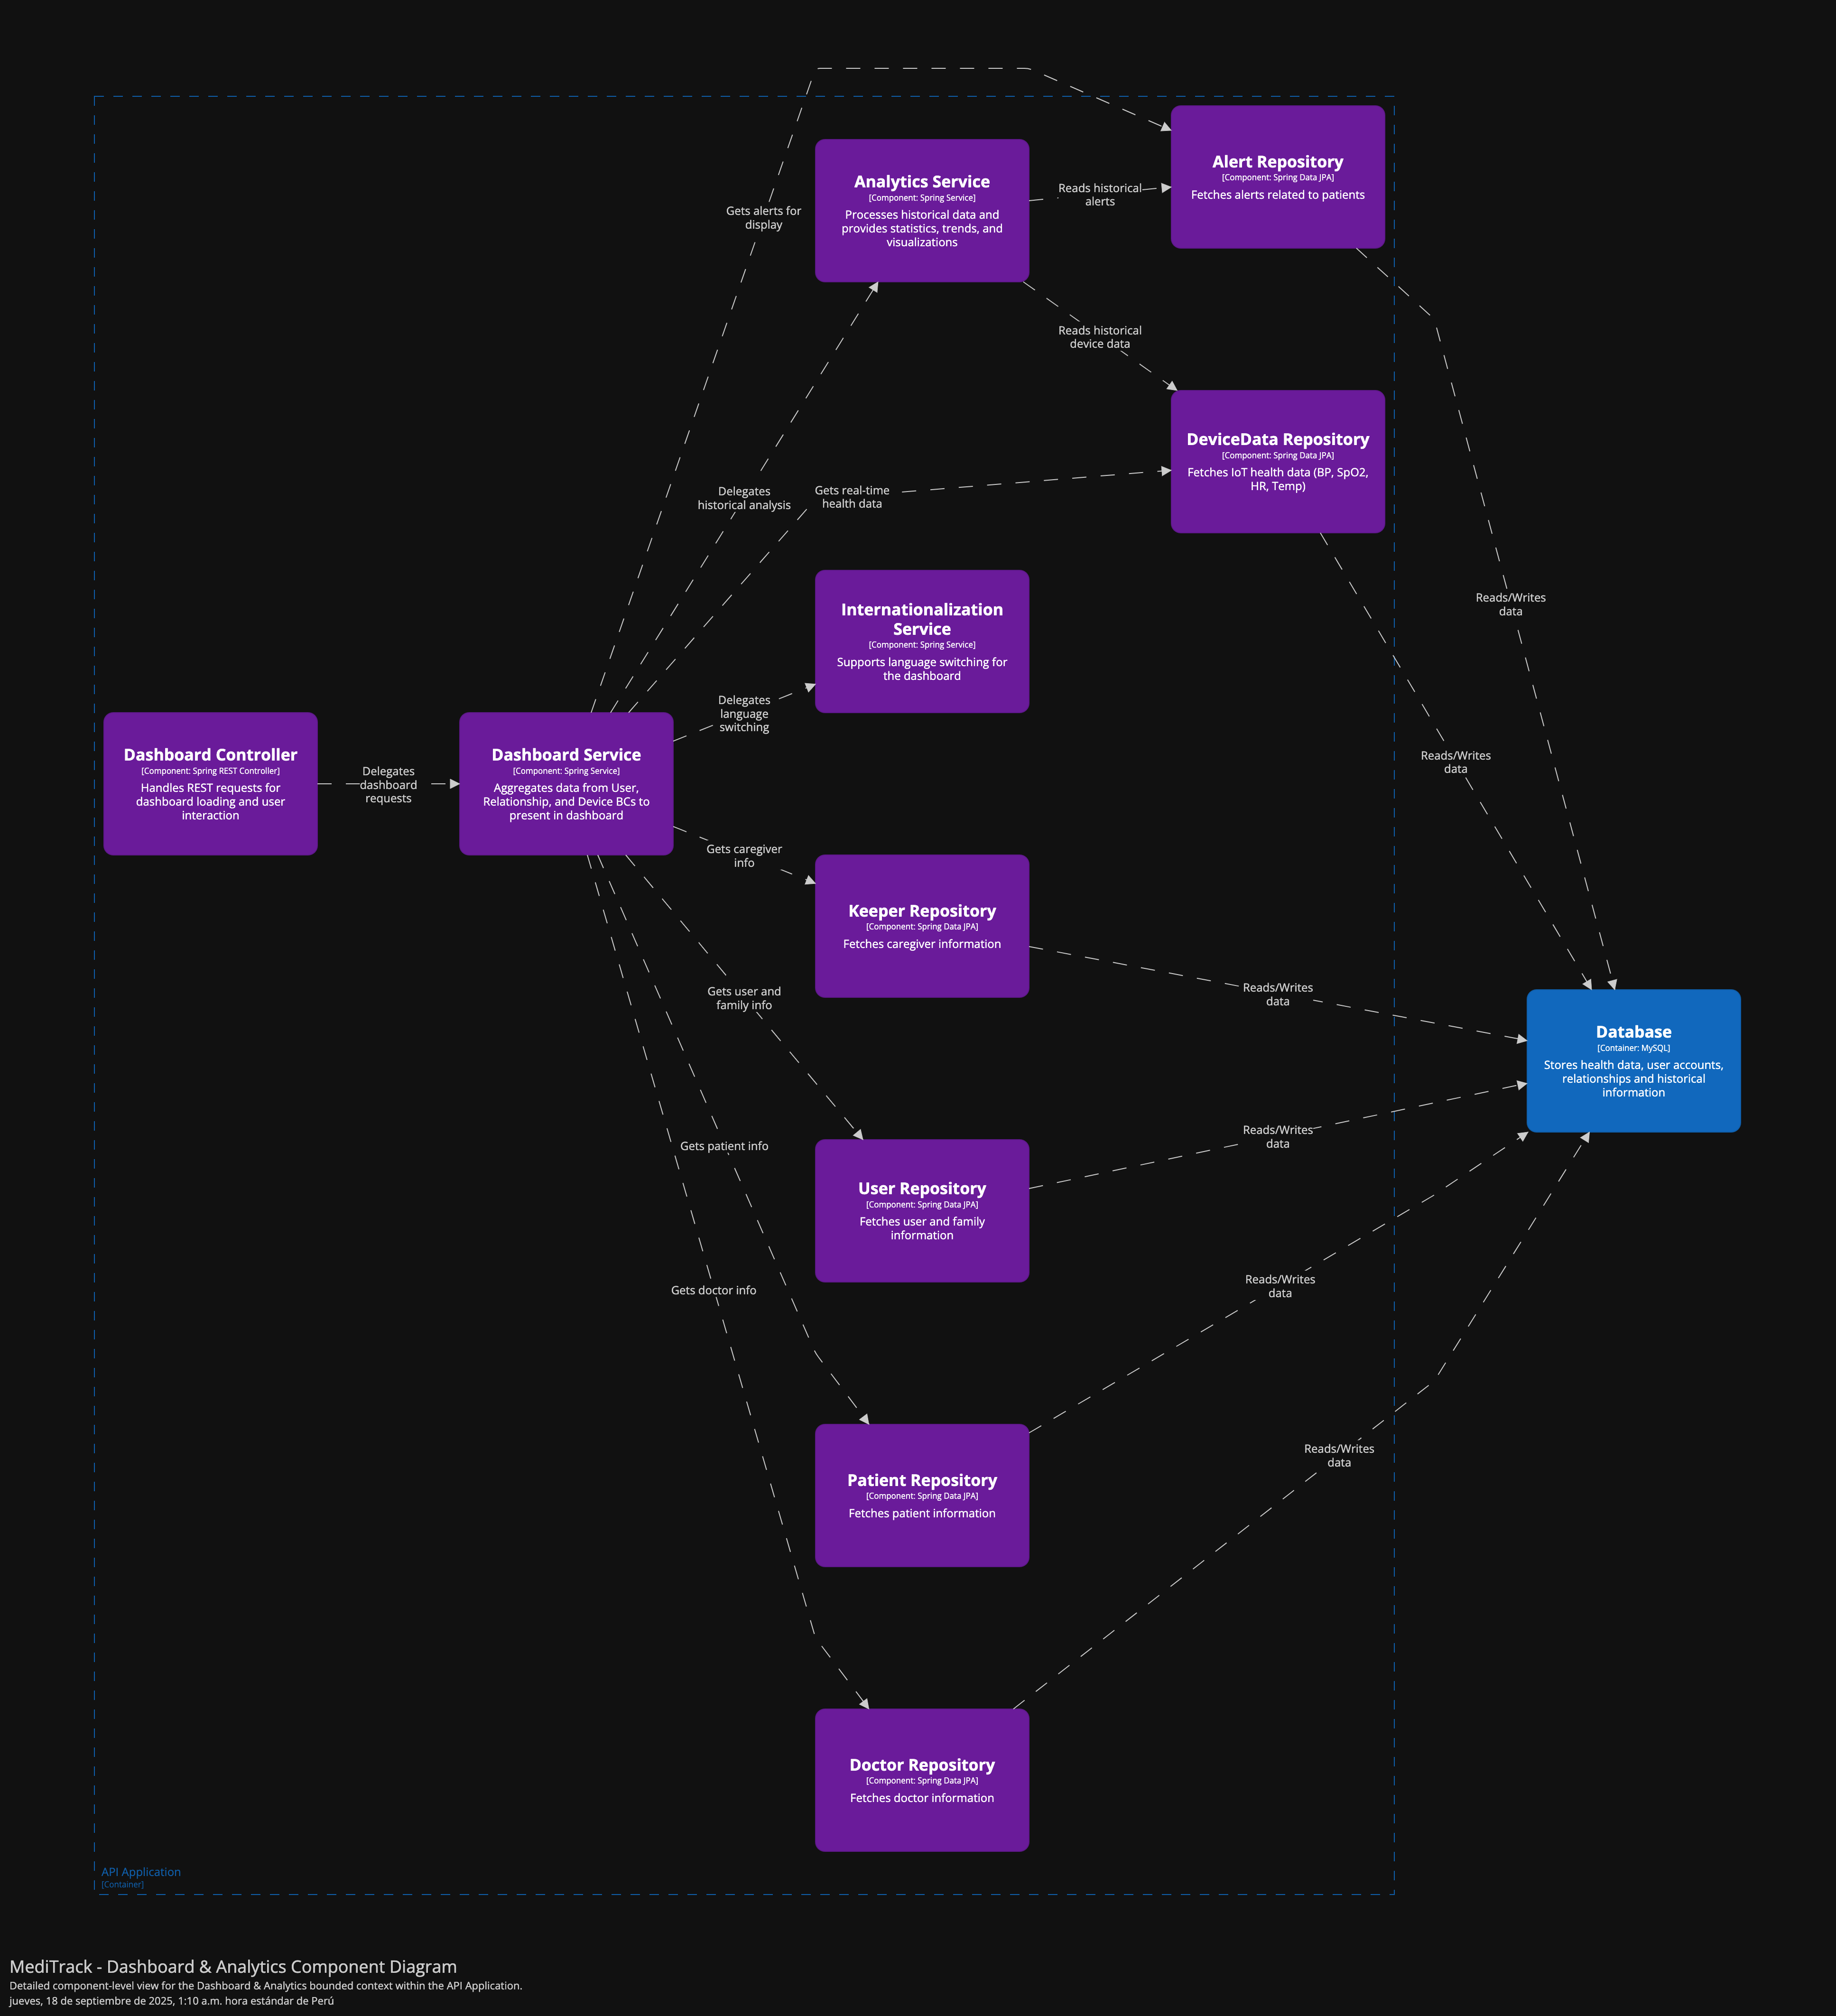 Gets alerts for
display
Analytics Service
[Component: Spring Service]
Processes historical data and
provides statistics, trends, and
visualizations
Reads historical
alerts
Alert Repository
[Component: Spring Data JPA]
Fetches alerts related to patients
Reads historical
device data
Delegates
historical analysis
Gets real-time
health data
DeviceData Repository
[Component: Spring Data JPA]
Fetches IoT health data (BP, SpO2,
HR, Temp)
Internationalization
Service
[Component: Spring Service]
Supports language switching for
the dashboard
Reads/Writes
data
Delegates
language
switching
Reads/Writes
data
Dashboard Controller
[Component: Spring REST Controller]
Handles REST requests for
dashboard loading and user
interaction
Delegates
dashboard
requests
Dashboard Service
[Component: Spring Service]
Aggregates data from User,
Relationship, and Device BCs to
present in dashboard
Gets caregiver
info
Keeper Repository
[Component: Spring Data JPA]
Fetches caregiver information
Gets user and
family info
Reads/Writes
data
Database
[Container: MySQL]
Stores health data, user accounts,
relationships and historical
information
Reads/Writes
data
Gets patient info
User Repository
[Component: Spring Data JPA]
Fetches user and family
information
Gets doctor info
Reads/Writes
data
Patient Repository
[Component: Spring Data JPA]
Fetches patient information
Reads/Writes
data
Doctor Repository
[Component: Spring Data JPA]
Fetches doctor information
API Application
[Container]
MediTrack - Dashboard & Analytics Component Diagram
Detailed component-level view for the Dashboard & Analytics bounded context within the API Application.
jueves, 18 de septiembre de 2025, 1:10 a.m. hora estándar de Perú